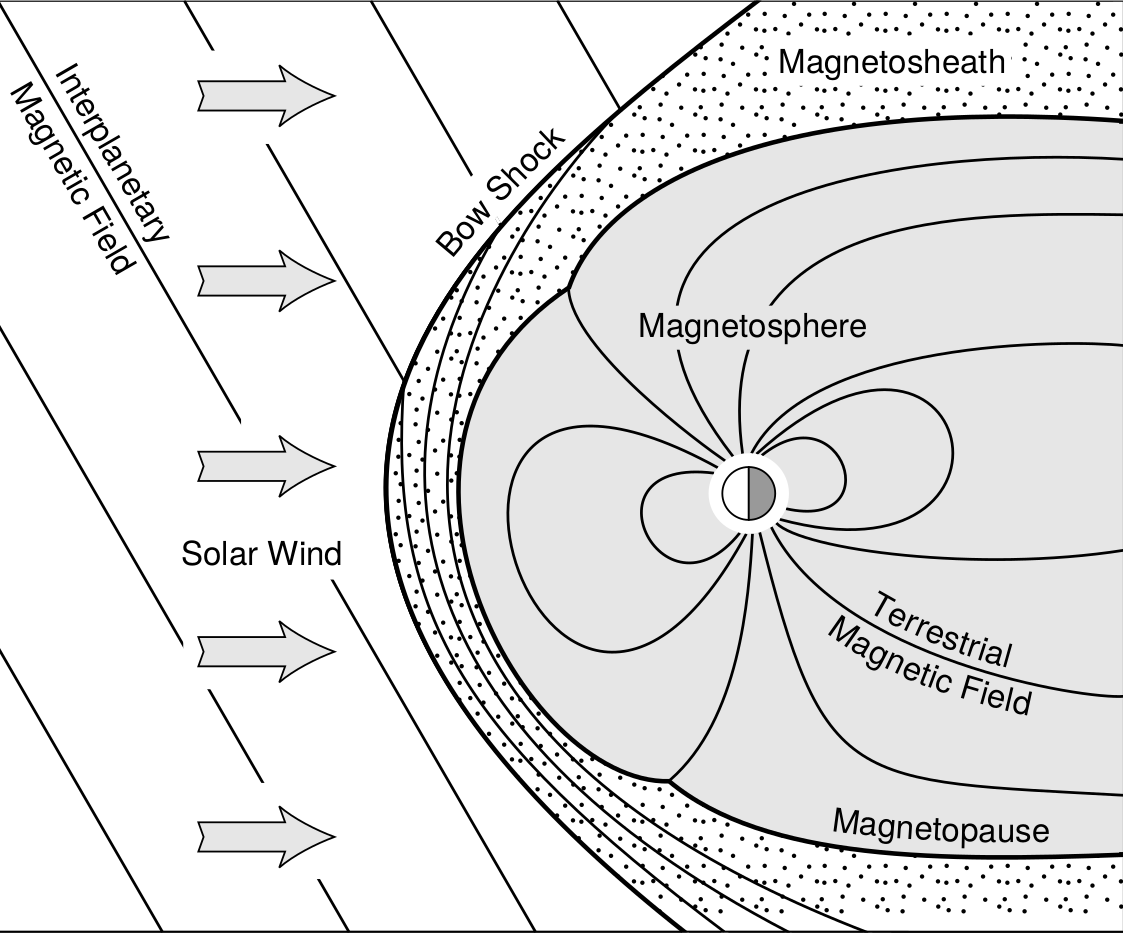 Magnetosheath
Interplanetary
Magnetic Field
Bow Shock
Magnetosphere
Solar Wind
Terrestrial
Magnetic Field
Magnetopause